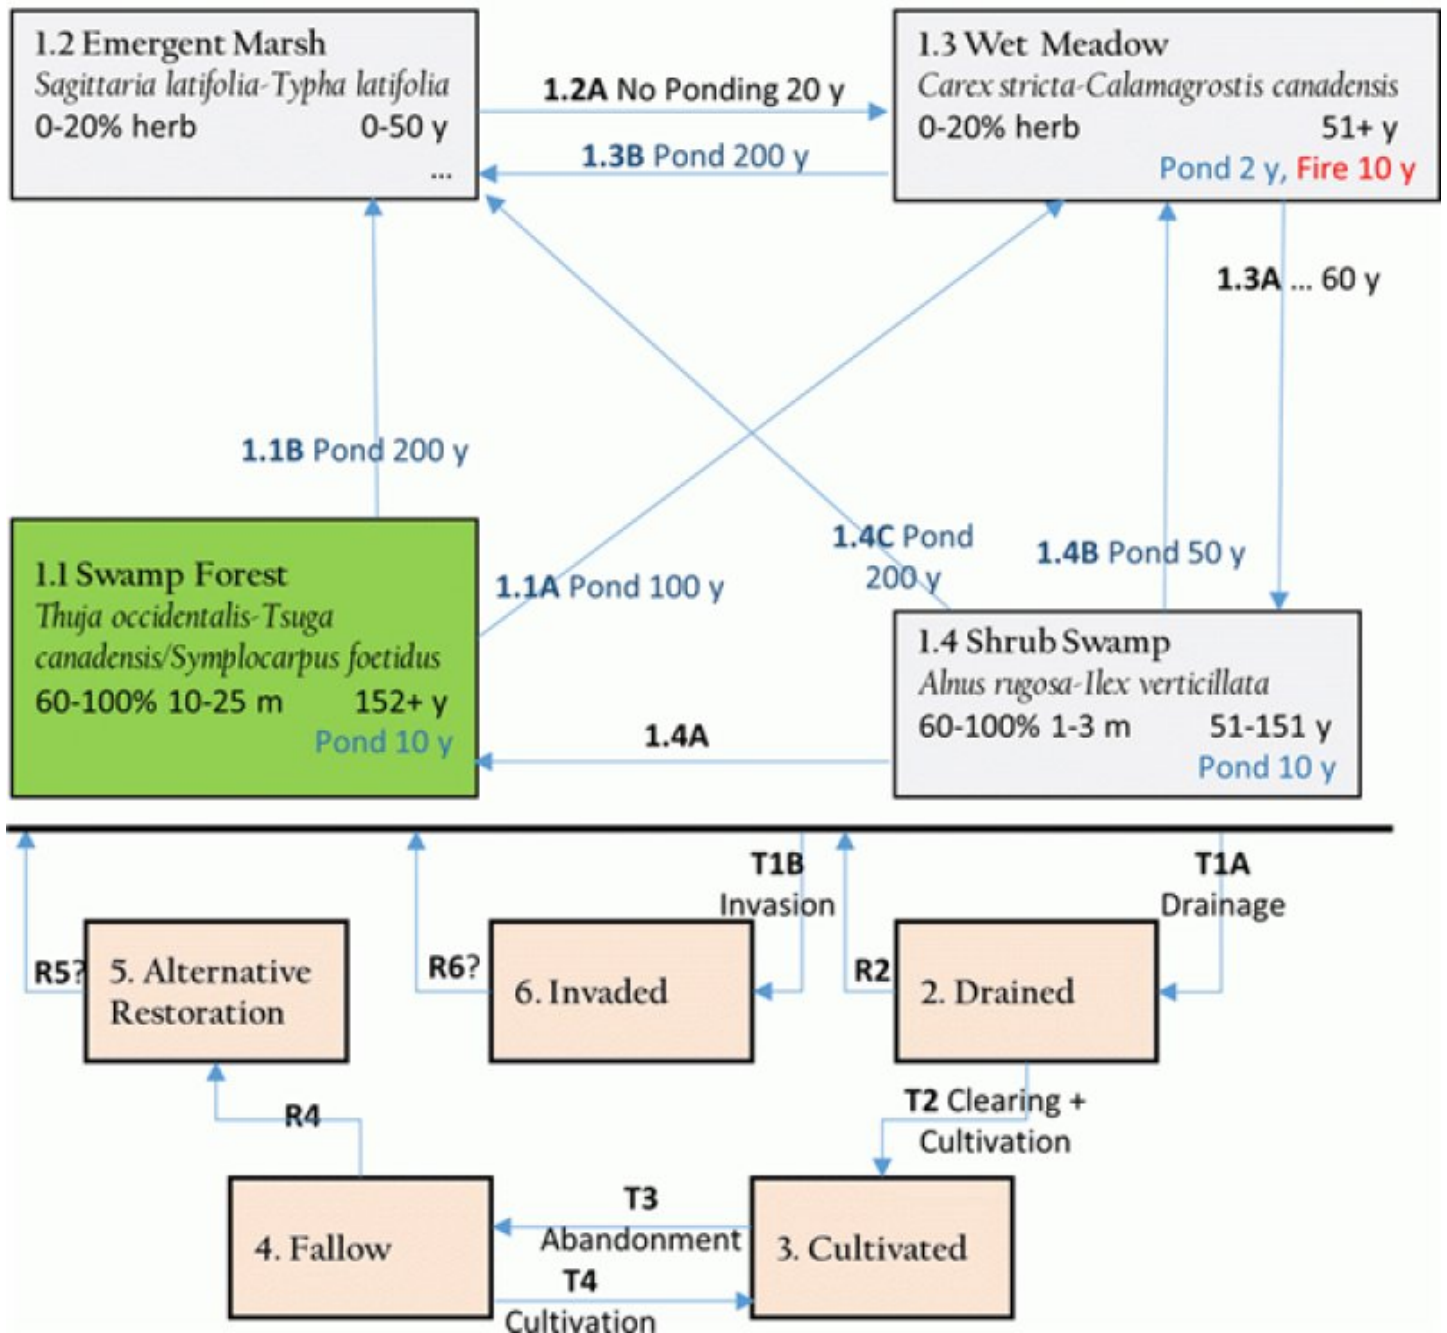 1.2 Emergent Marsh
Sagittaria latifolia-Typha latifolia
0-20% herb 0-50 y
...
1.2A No Ponding 20 y
1.3B Pond 200 y
1.3 Wet Meadow
Carex stricta-Calamagrostis canadensis
0-20% herb 51+ y
Pond 2 y, Fire 10 y
1.3A ... 60 y
1.1B Pond 200 y
1.1A Pond 100 y
1.4C Pond
200 y
1.4B Pond 50 y
1.1 Swamp Forest
Thuja occidentalis-Tsuga
canadensis/Symplocarpus foetidus
60-100% 10-25 m 152+ y
Pond 10 y
1.4A
1.4 Shrub Swamp
Alnus rugosa-Ilex verticillata
60-100% 1-3 m 51-151 y
Pond 10 y
T1B
Invasion
T1A
Drainage
R5?
5. Alternative
Restoration
R6?
6. Invaded
R2
2. Drained
R4
T2 Clearing +
Cultivation
4. Fallow
T3
Abandonment
T4
Cultivation
3. Cultivated